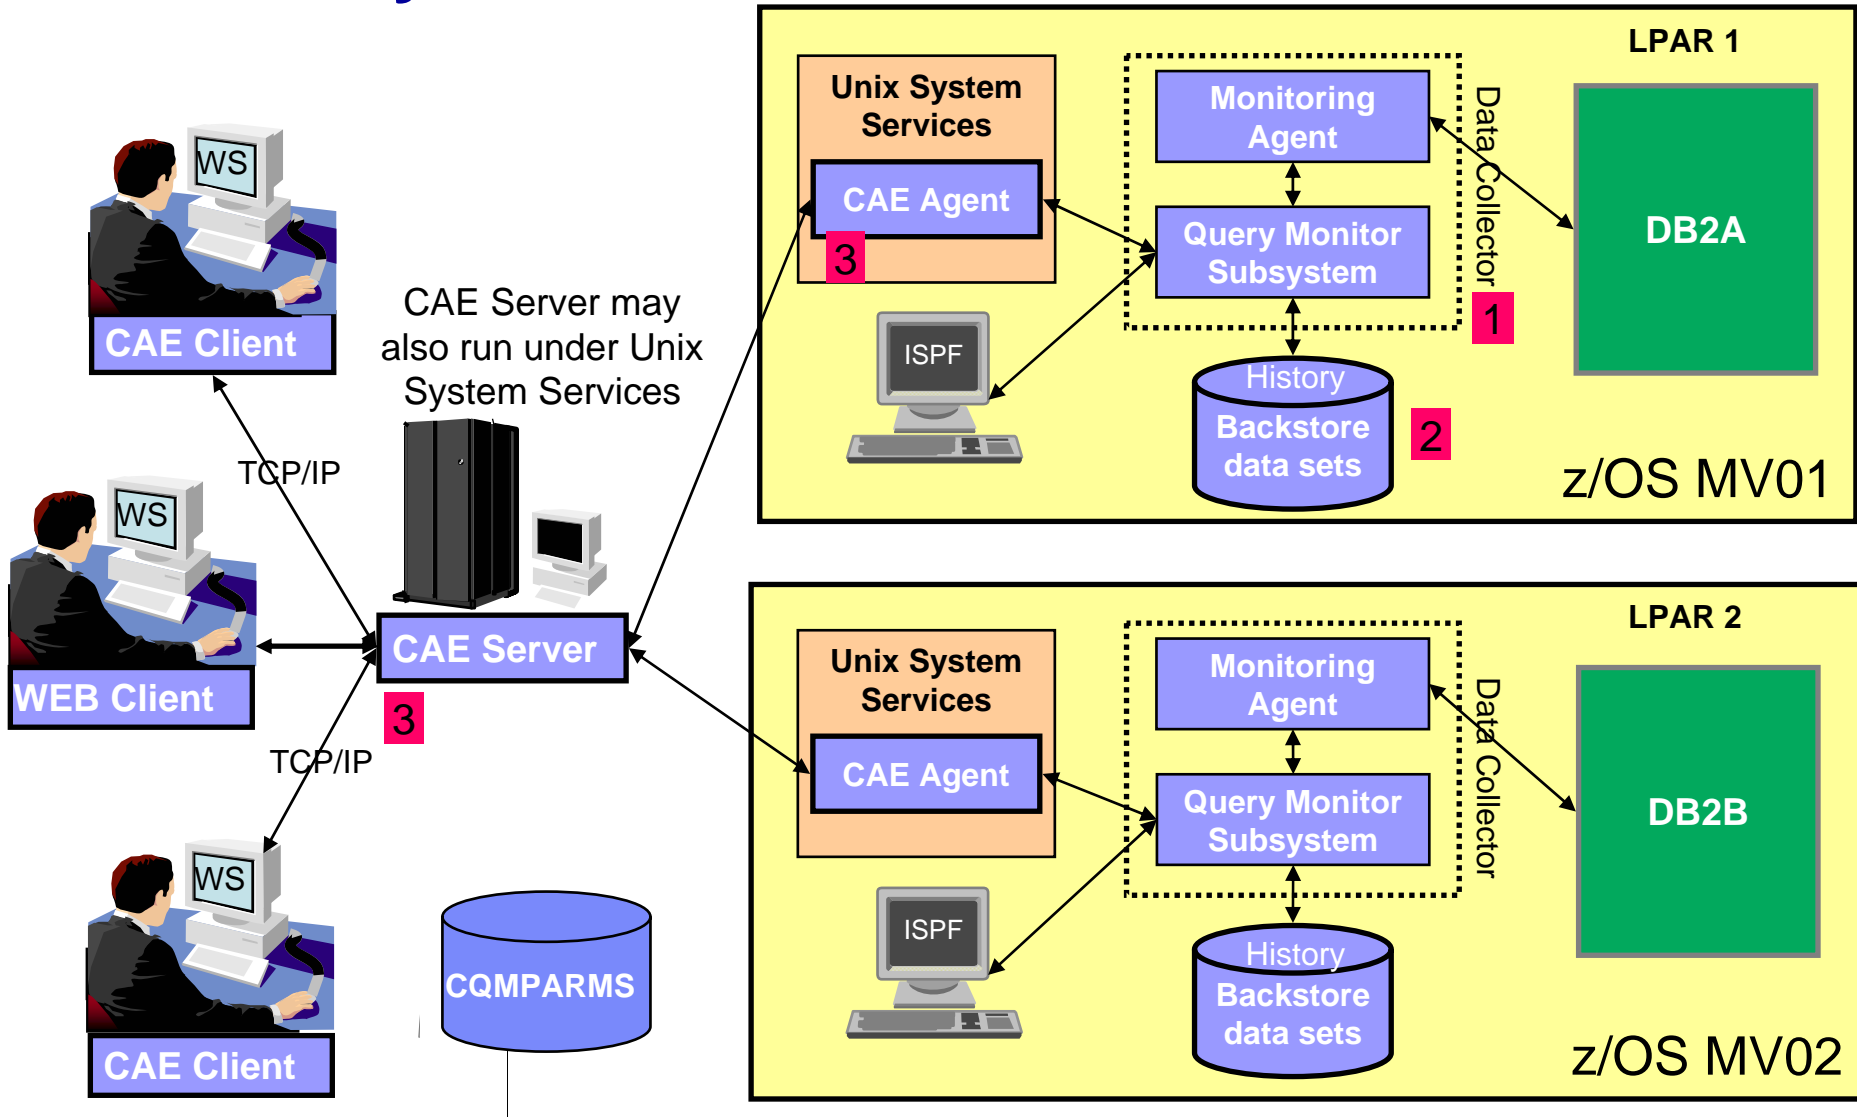 LPAR 1
Unix System
Services
CAE Agent
3
Monitoring
Agent
Query Monitor
Subsystem
Data Collector
1
DB2A
ISPF
History
Backstore
data sets
2
z/OS MV01
WS
CAE Client
CAE Server may
also run under Unix
System Services
TCP/IP
WS
WEB Client
CAE Server
3
TCP/IP
WS
CAE Client
CQMPARMS
LPAR 2
Unix System
Services
CAE Agent
Monitoring
Agent
Query Monitor
Subsystem
Data Collector
DB2B
ISPF
History
Backstore
data sets
z/OS MV02